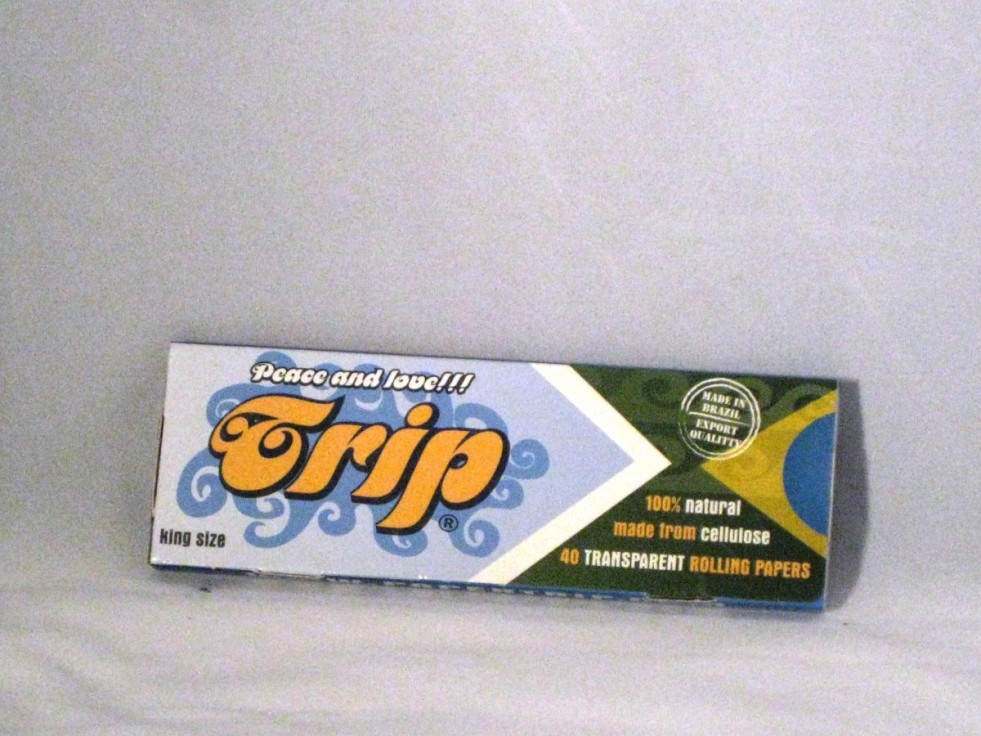 Peace and love!!!
Trip
®
king size
MADE IN
BRAZIL
EXPORT
QUALITTY
100% natural
made from cellulose
40 TRANSPARENT ROLLING PAPERS